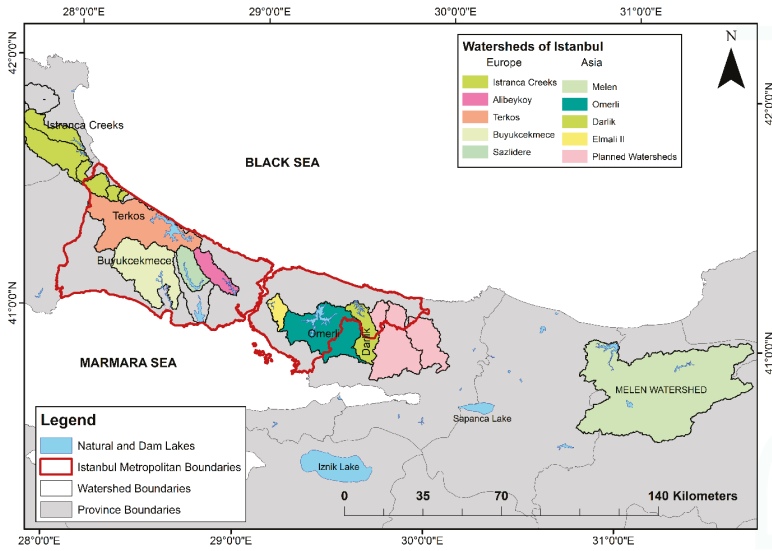 28°0'0"E
29°0'0"E
30°0'0"E
31°0'0"E
42°0'0"N
42°0'0"N
41°0'0"N
41°0'0"N
N
Watersheds of Istanbul
Europe Asia
Istranca Creeks Melen
Alibeykoy Omerli
Terkos Darlik
Buyukcekmece Elmali II
Sazlidere Planned Watersheds
Istranca Creeks
BLACK SEA
Terkos
Buyukcekmece
Omerli
Darlik
MARMARA SEA
MELEN WATERSHED
Sapanca Lake
Iznik Lake
Legend
Natural and Dam Lakes
Istanbul Metropolitan Boundaries
Watershed Boundaries
Province Boundaries
0 35 70 140 Kilometers
28°0'0"E
29°0'0"E
30°0'0"E
31°0'0"E